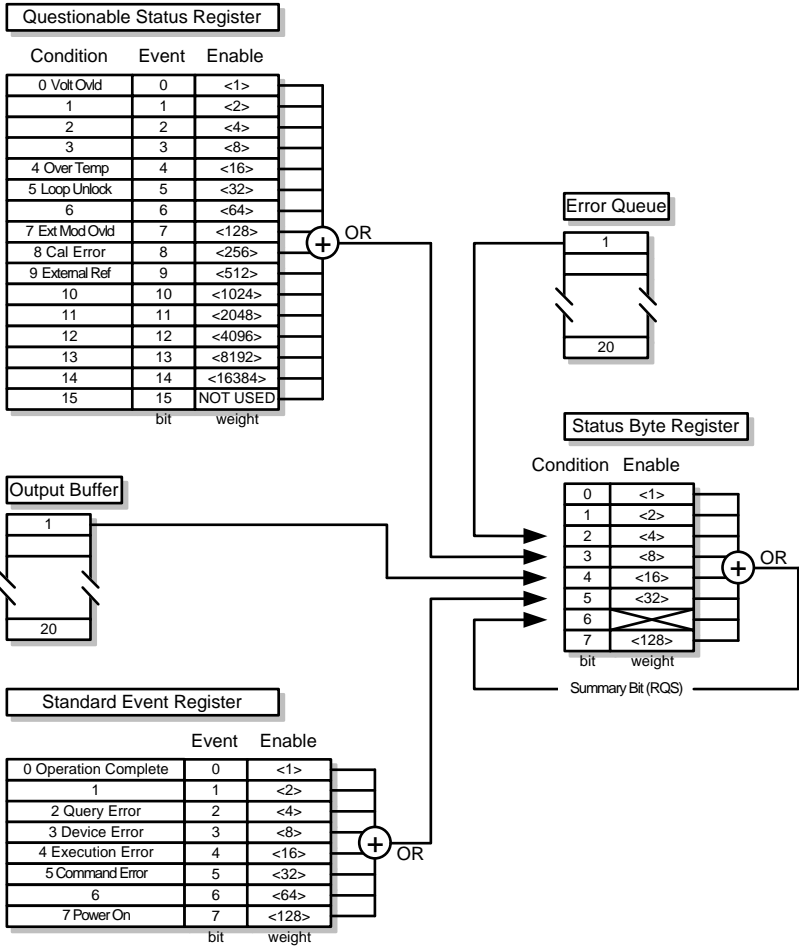 Questionable Status Register
Condition Event Enable
0 Volt Ovld 0 <1>
1 1 <2>
2 2 <4>
3 3 <8>
4 Over Temp 4 <16>
5 Loop Unlock 5 <32>
6 6 <64>
7 Ext Mod Ovld 7 <128>
8 Cal Error 8 <256>
9 External Ref 9 <512>
10 10 <1024>
11 11 <2048>
12 12 <4096>
13 13 <8192>
14 14 <16384>
15 15 NOT USED
bit weight
+ OR
Error Queue
1
20
Output Buffer
1
20
Status Byte Register
Condition Enable
0 <1>
1 <2>
2 <4>
3 <8>
4 <16>
5 <32>
6
7 <128>
bit weight
+ OR
Summary Bit (RQS)
Standard Event Register
Event Enable
0 Operation Complete 0 <1>
1 1 <2>
2 Query Error 2 <4>
3 Device Error 3 <8>
4 Execution Error 4 <16>
5 Command Error 5 <32>
6 6 <64>
7 Power On 7 <128>
bit weight
+ OR